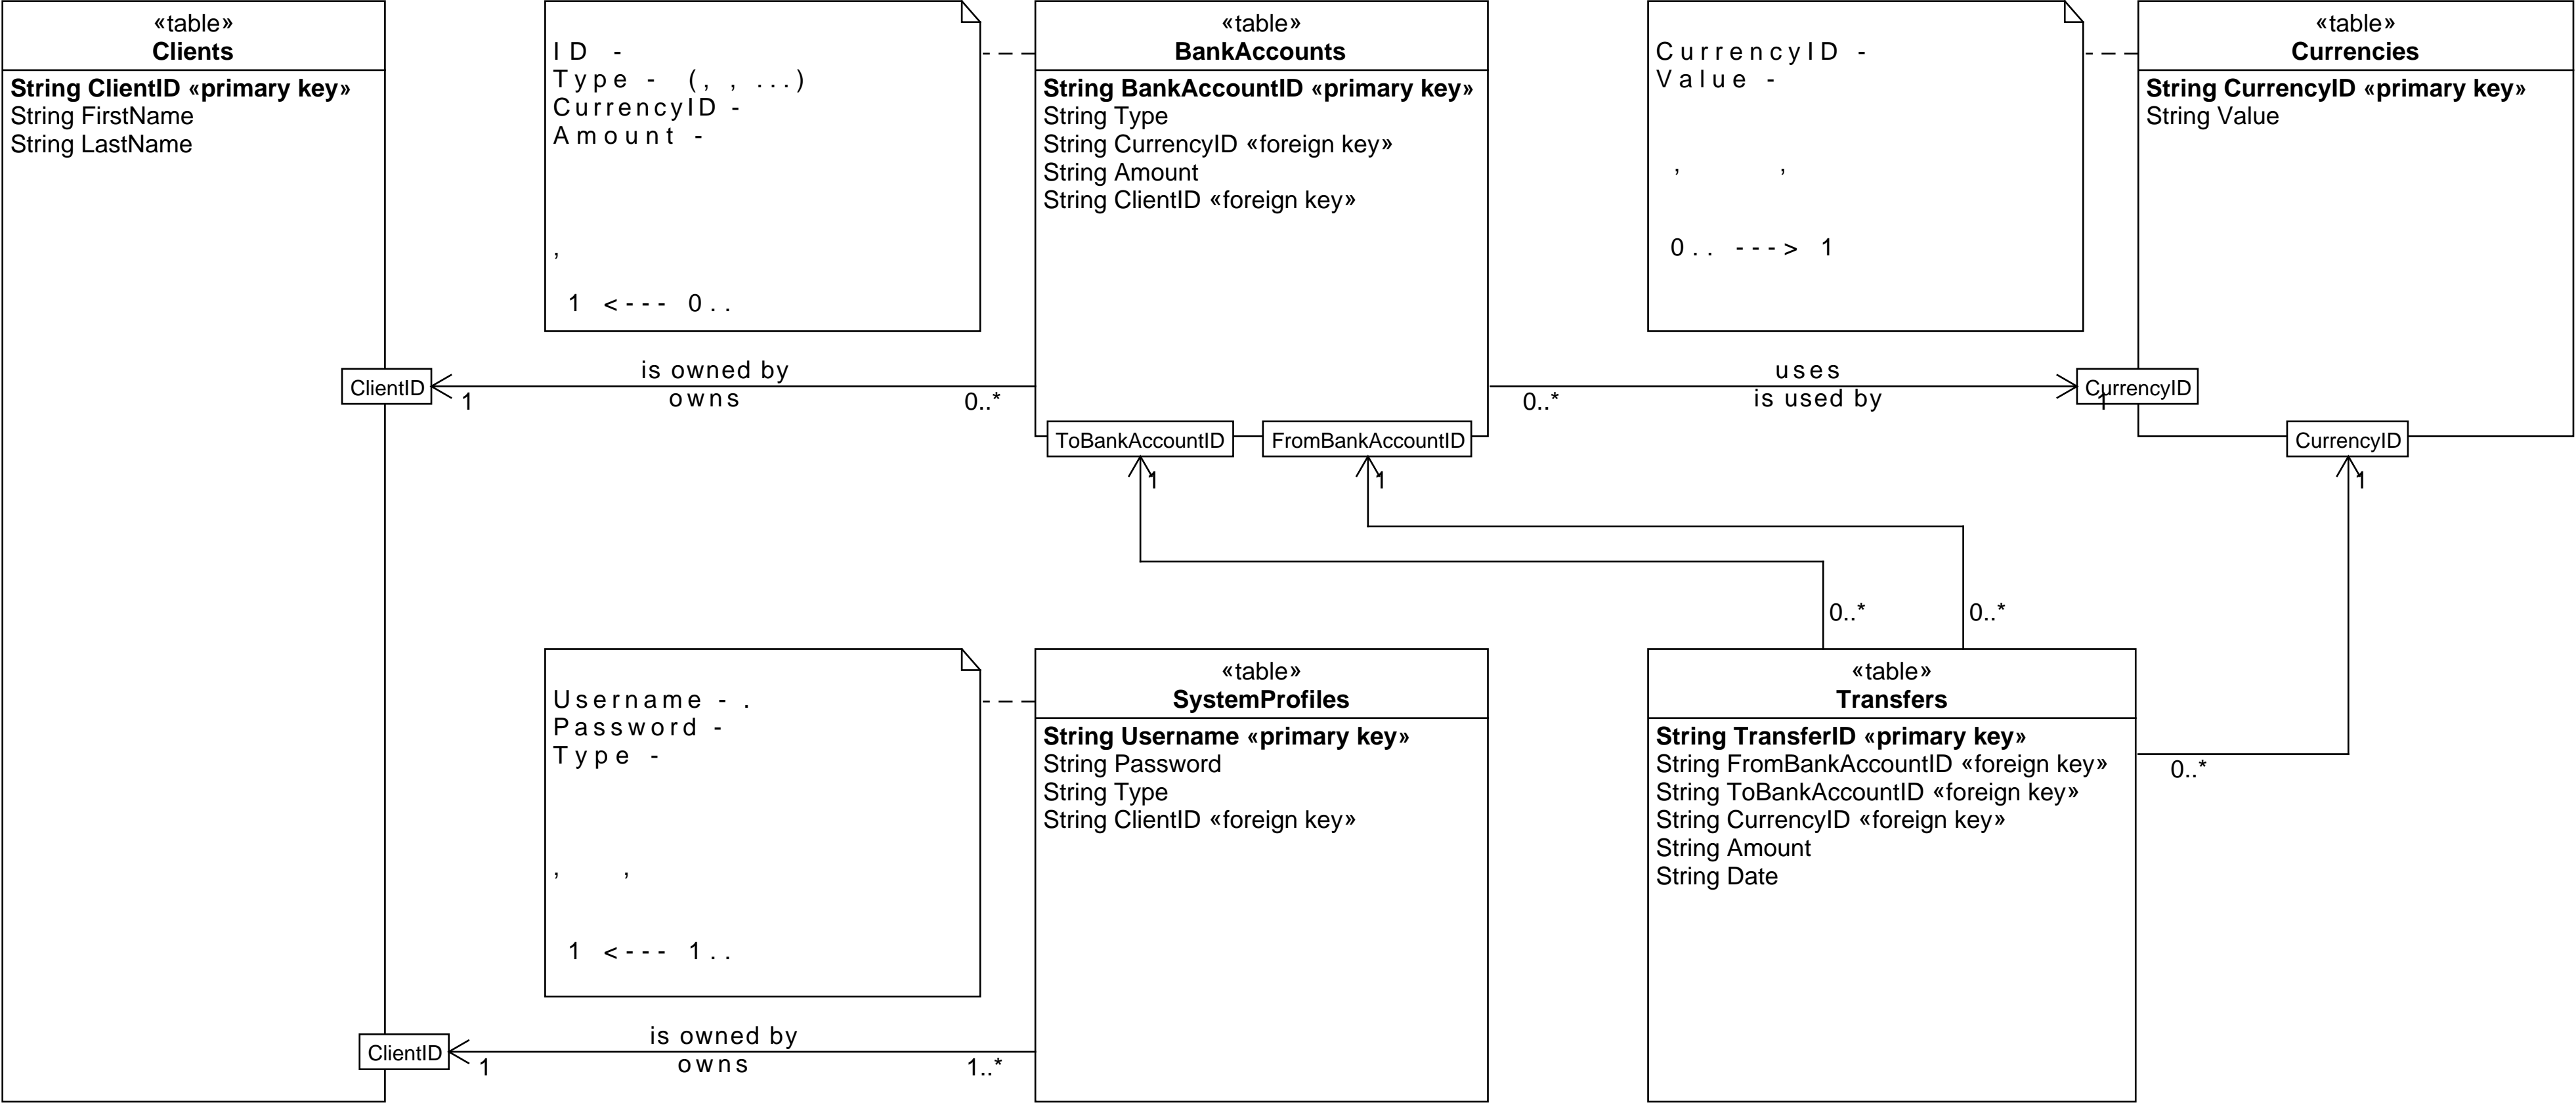 «table»
Clients
String ClientID «primary key»
String FirstName
String LastName
ID -
Type - (, , ...)
CurrencyID -
Amount -
,
1 <--- 0..
«table»
BankAccounts
String BankAccountID «primary key»
String Type
String CurrencyID «foreign key»
String Amount
String ClientID «foreign key»
CurrencyID -
Value -
, ,
0.. ---> 1
«table»
Currencies
String CurrencyID «primary key»
String Value
ClientID
1
is owned by
owns
0..*
0..*
uses
is used by
CurrencyID
1
ToBankAccountID
1
FromBankAccountID
1
CurrencyID
1
0..*
0..*
Username - .
Password -
Type -
, ,
1 <--- 1..
«table»
SystemProfiles
String Username «primary key»
String Password
String Type
String ClientID «foreign key»
«table»
Transfers
String TransferID «primary key»
String FromBankAccountID «foreign key»
String ToBankAccountID «foreign key»
String CurrencyID «foreign key»
String Amount
String Date
0..*
ClientID
1
is owned by
owns
1..*